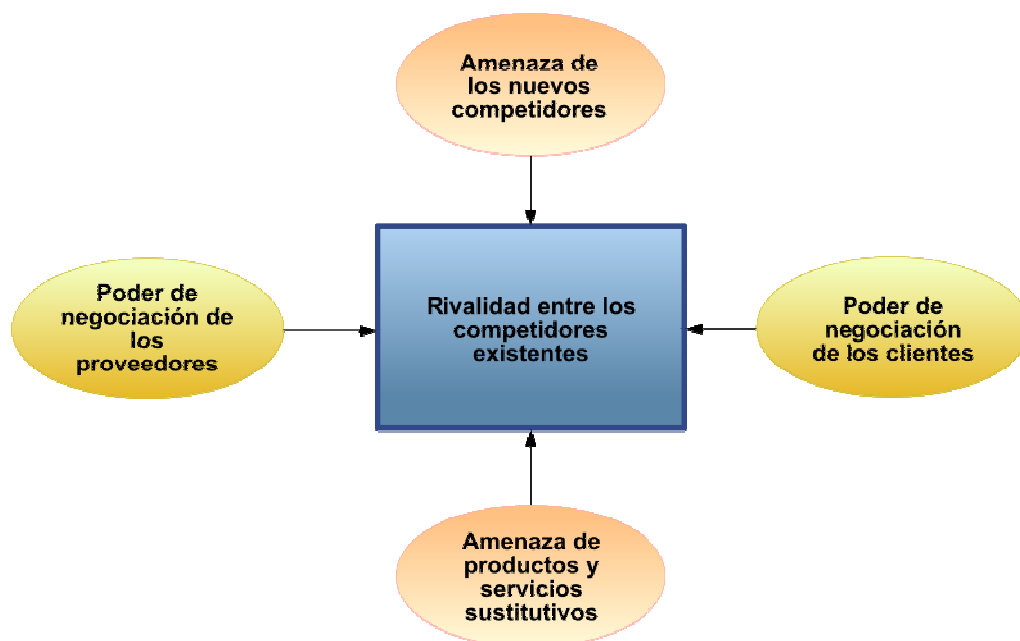 Amenaza de
los nuevos
competidores
Poder de
negociación de
los
proveedores
Rivalidad entre los
competidores
existentes
Poder de
negociación
de los clientes
Amenaza de
productos y
servicios
sustitutivos